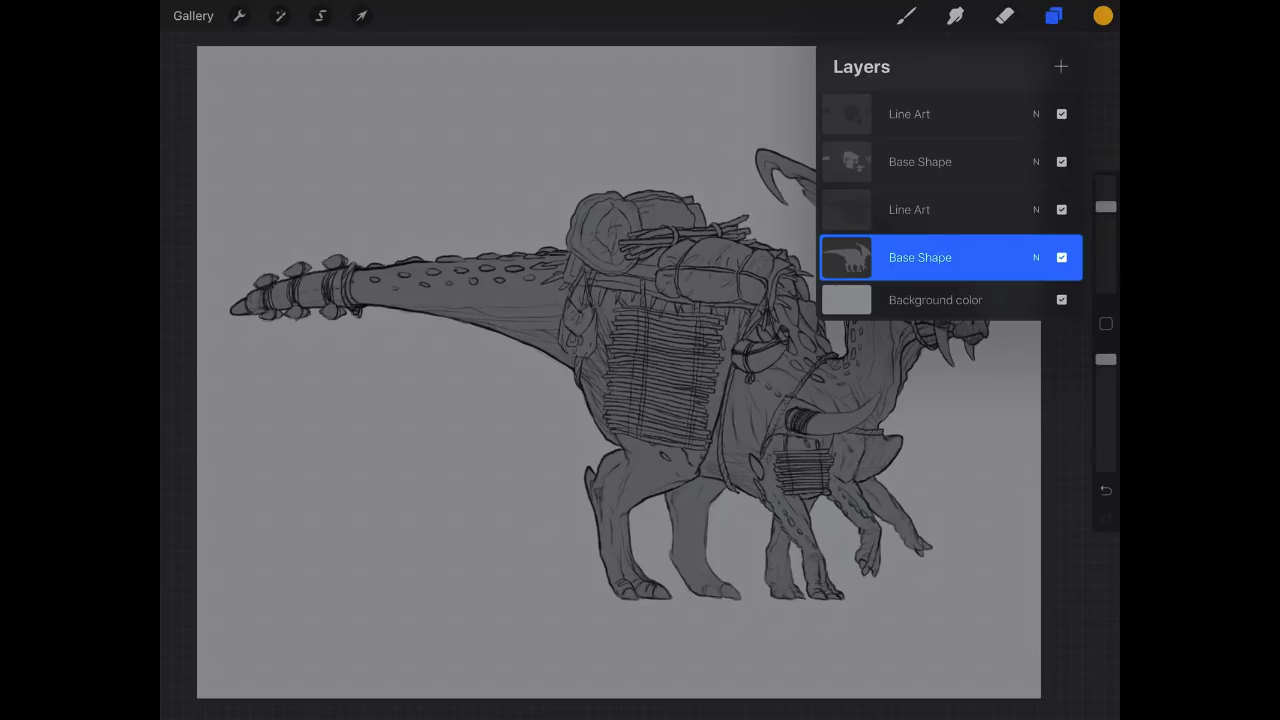 Gallery
Layers
Line Art N
Base Shape N
Line Art N
Base Shape N
Background color